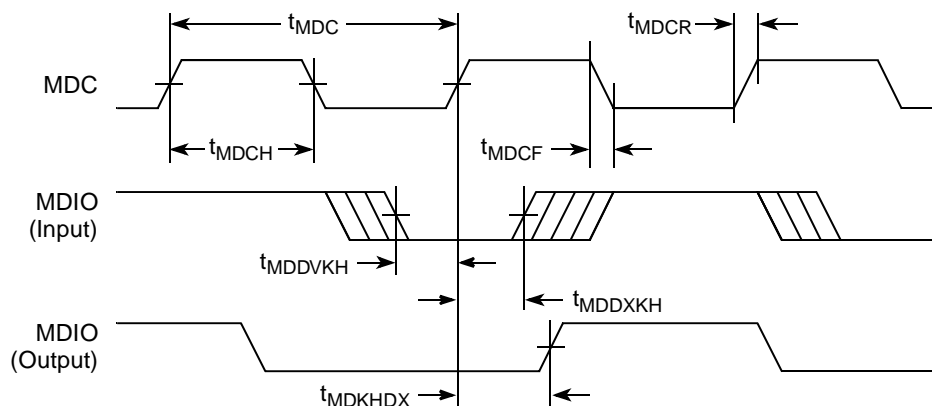 tMDC
tMDCR
MDC
tMDCH
tMDCF
MDIO
(Input)
tMDDVKH
tMDDXKH
MDIO
(Output)
tMDKHDX